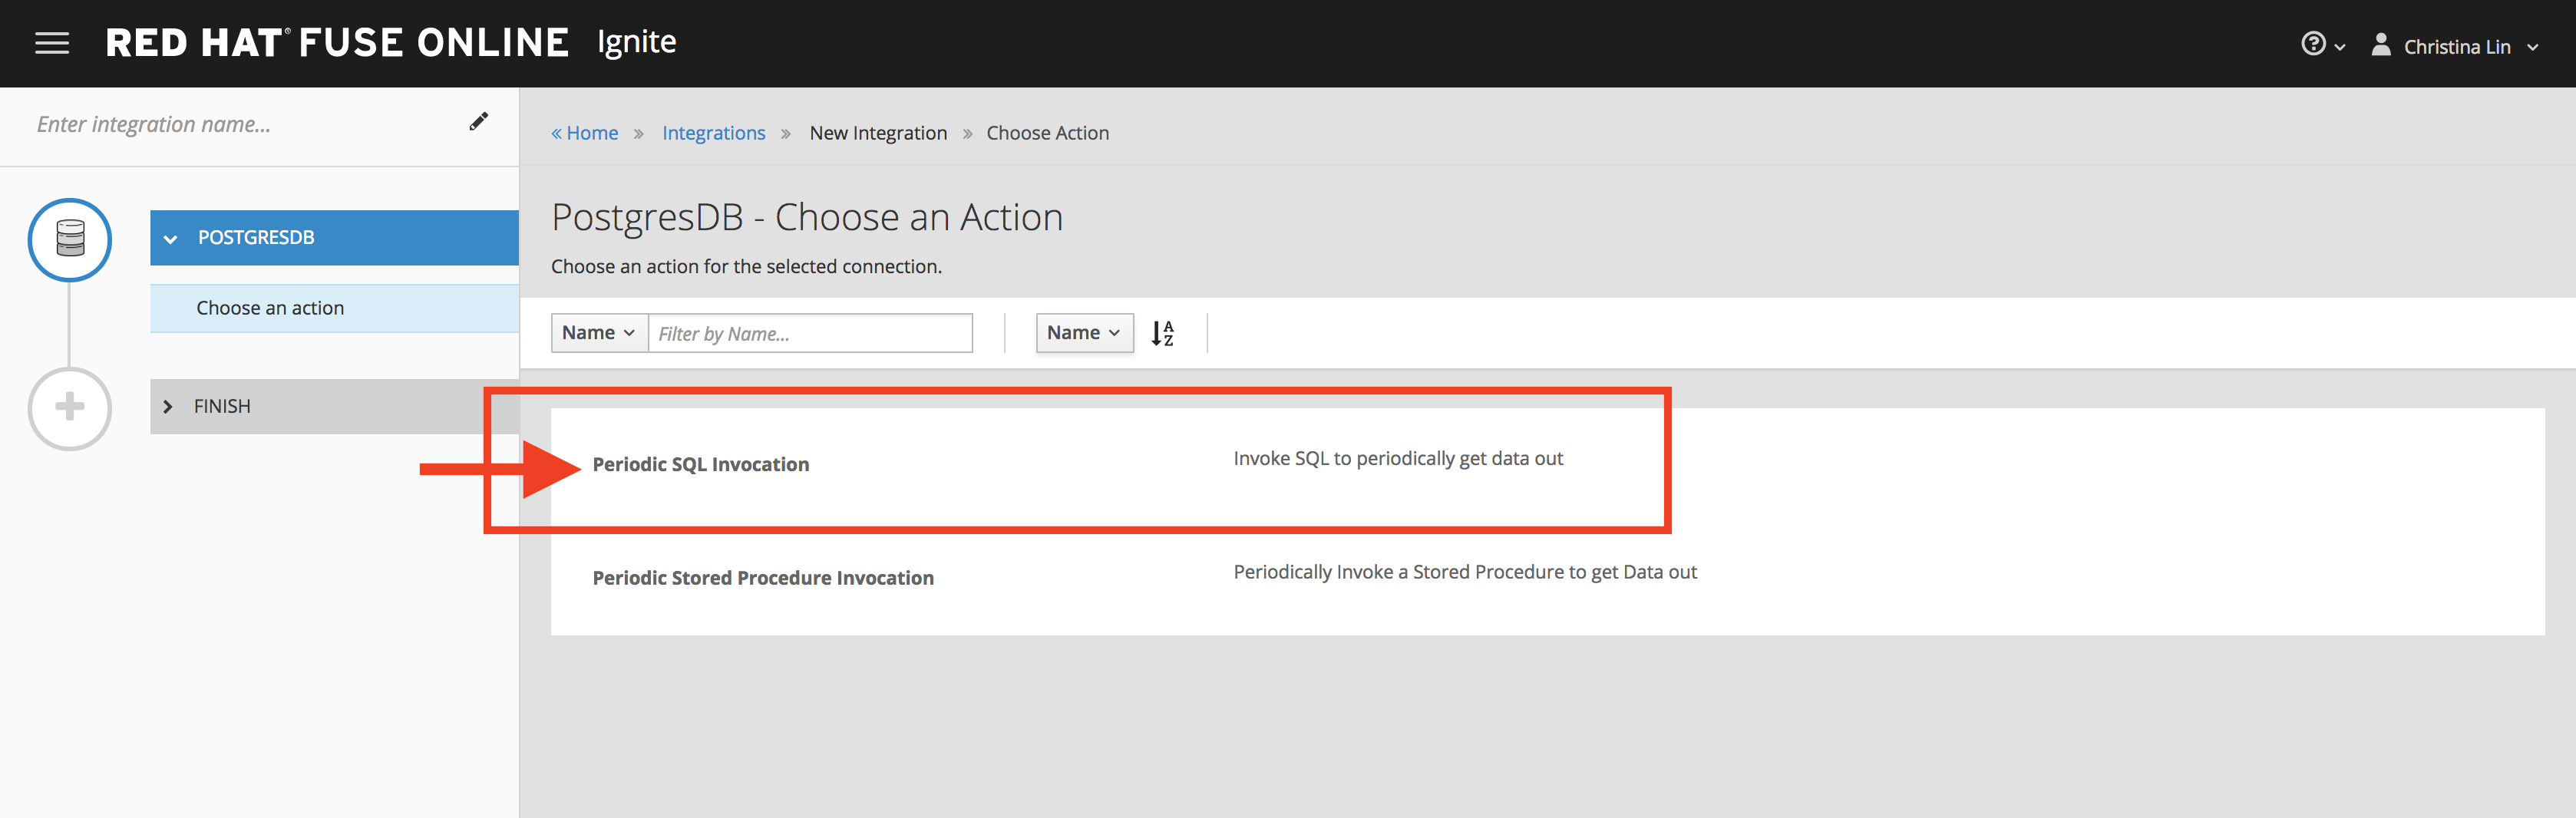 RED HAT® FUSE ONLINE Ignite
? Christina Lin
Enter integration name...
« Home » Integrations » New Integration » Choose Action
PostgresDB - Choose an Action
Choose an action for the selected connection.
POSTGRESDB
Choose an action
FINISH
Name Filter by Name... Name A Z
Periodic SQL Invocation Invoke SQL to periodically get data out
Periodic Stored Procedure Invocation Periodically Invoke a Stored Procedure to get Data out